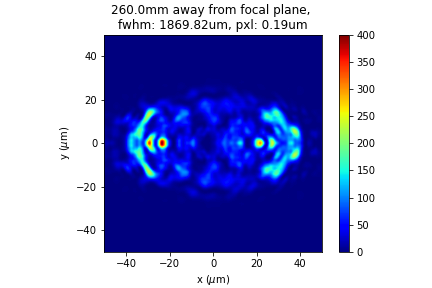 260.0mm away from focal plane,
fwhm: 1869.82um, pxl: 0.19um
400
350
300
250
200
150
100
50
0
40
20
0
−20
−40
y (μm)
−40 −20 0 20 40
x (μm)